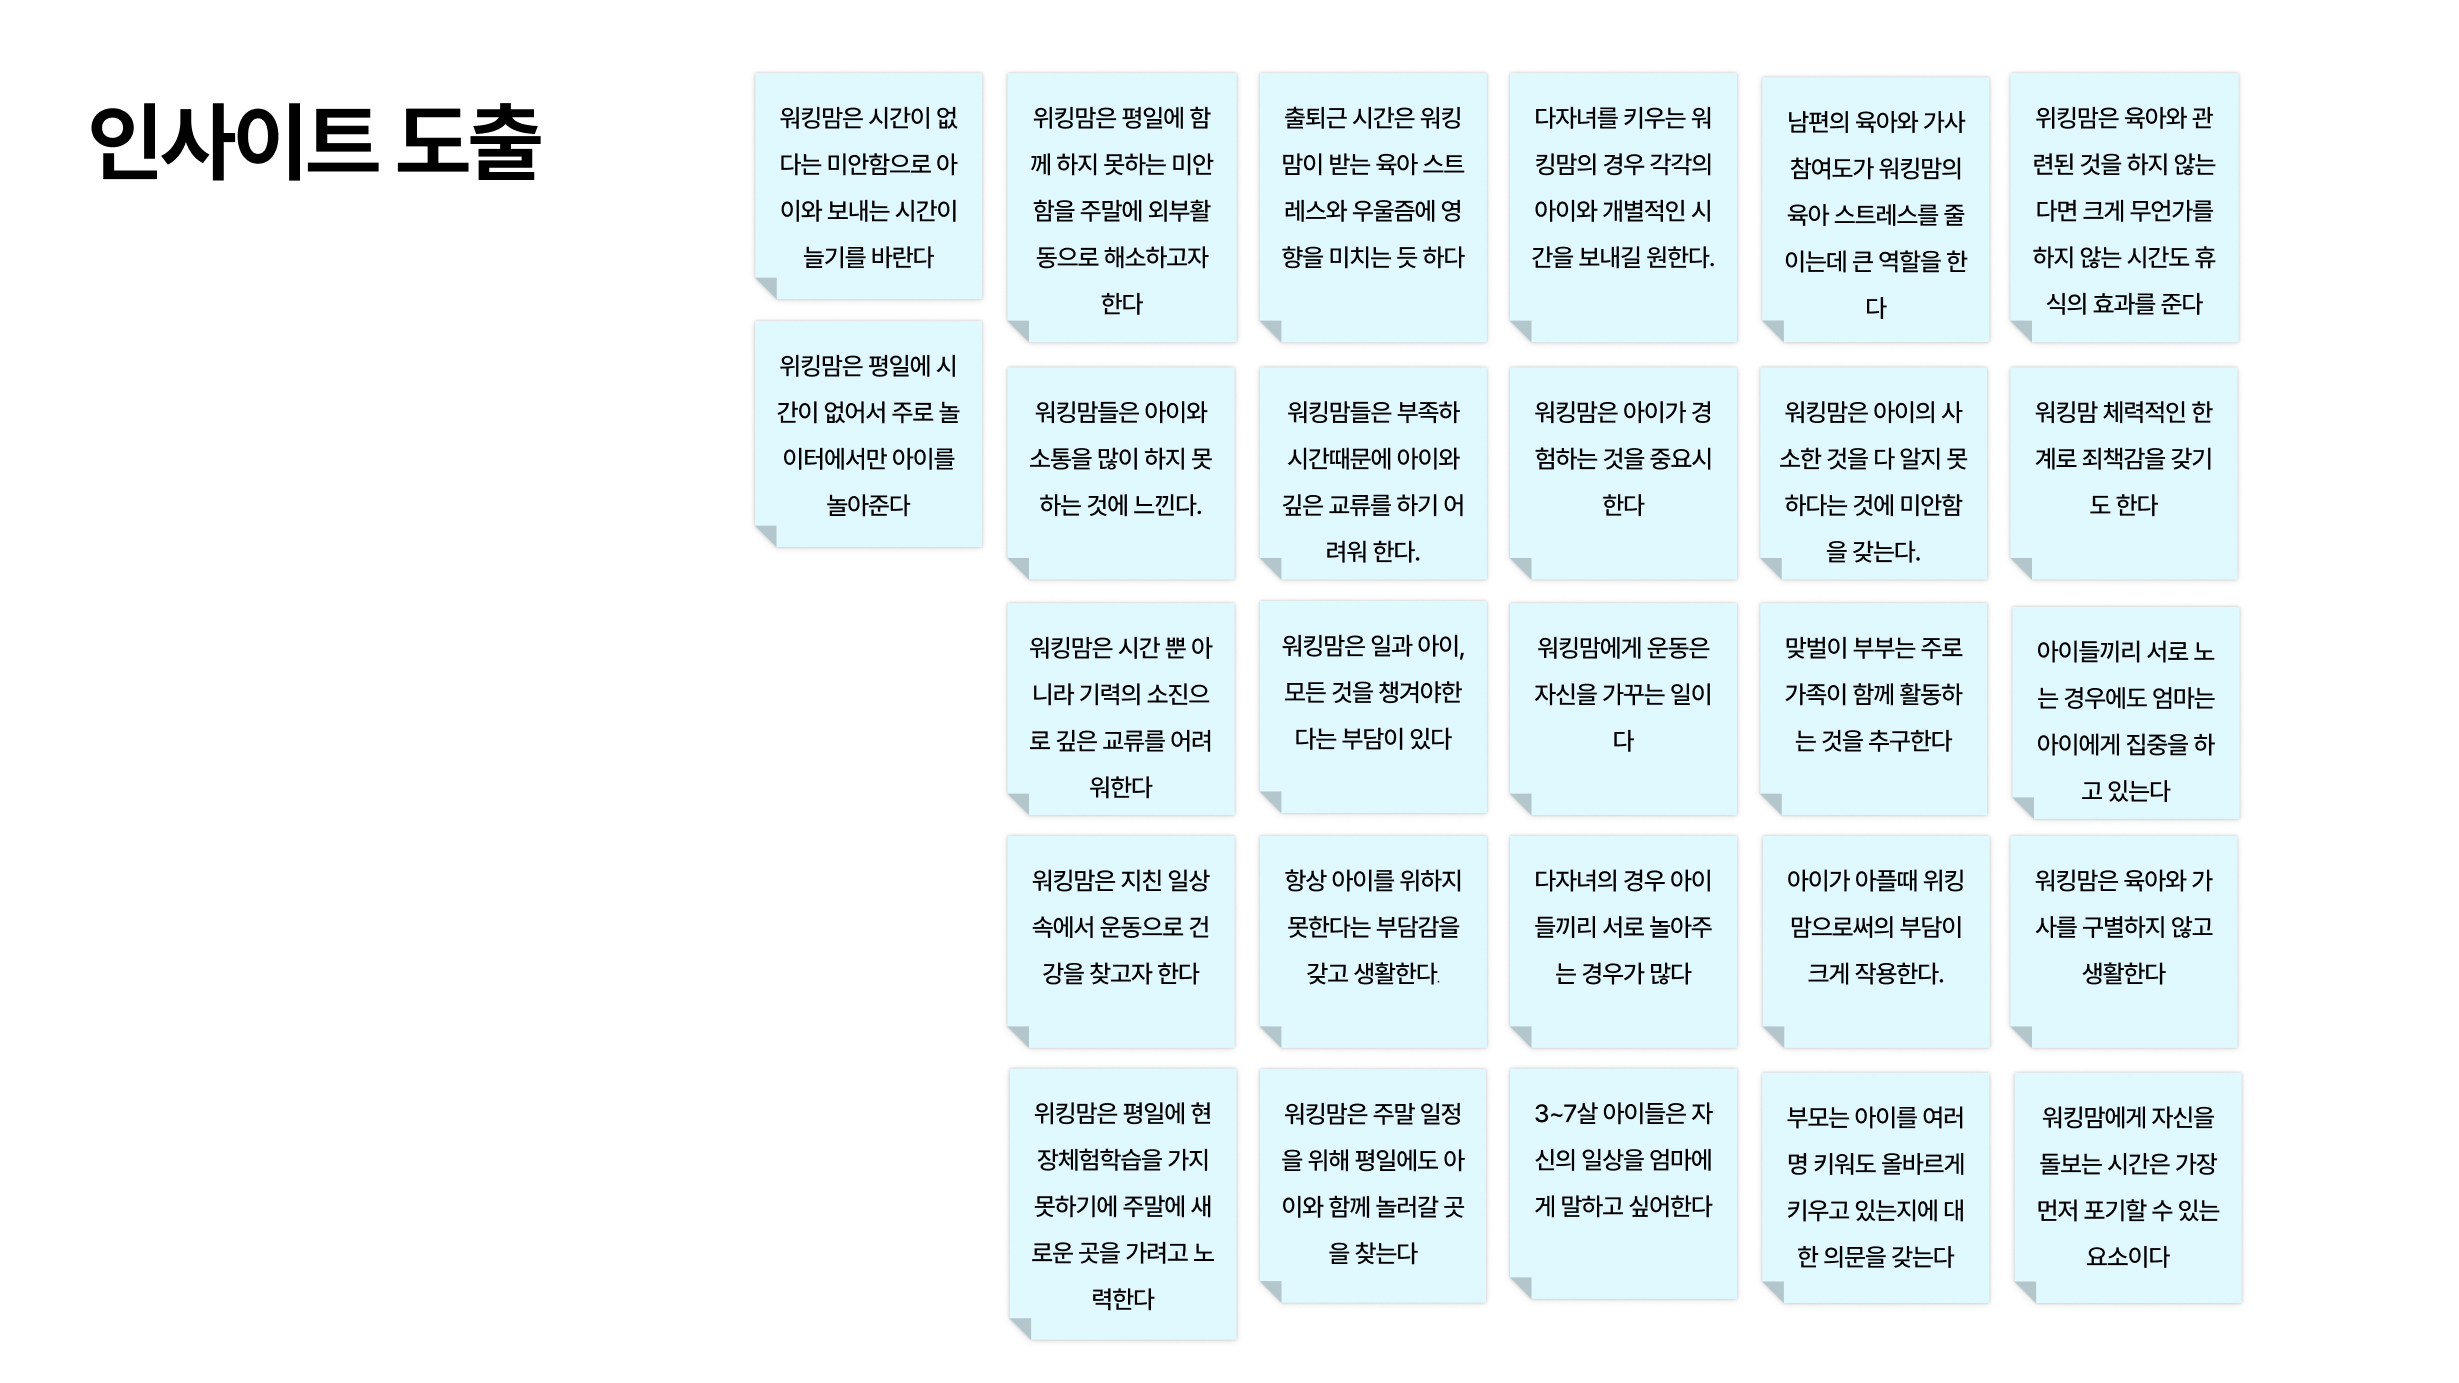 인사이트 도출
워킹맘은 시간이 없
다는 미안함으로 아
이와 보내는 시간이
늘기를 바란다
위킹맘은 평일에 시
간이 없어서 주로 놀
이터에서만 아이를
놀아준다
위킹맘은 평일에 함
께 하지 못하는 미안
함을 주말에 외부활
동으로 해소하고자
한다
워킹맘들은 아이와
소통을 많이 하지 못
하는 것에 느낀다.
워킹맘은 시간 뿐 아
니라 기력의 소진으
로 깊은 교류를 어려
워한다
워킹맘은 지친 일상
속에서 운동으로 건
강을 찾고자 한다
위킹맘은 평일에 현
장체험학습을 가지
못하기에 주말에 새
로운 곳을 가려고 노
력한다
출퇴근 시간은 워킹
맘이 받는 육아 스트
레스와 우울즘에 영
향을 미치는 듯 하다
워킹맘들은 부족하
시간때문에 아이와
깊은 교류를 하기 어
려워 한다.
워킹맘은 일과 아이,
모든 것을 챙겨야한
다는 부담이 있다
항상 아이를 위하지
못한다는 부담감을
갖고 생활한다.
워킹맘은 주말 일정
을 위해 평일에도 아
이와 함께 놀러갈 곳
을 찾는다
다자녀를 키우는 워
킹맘의 경우 각각의
아이와 개별적인 시
간을 보내길 원한다.
워킹맘은 아이가 경
험하는 것을 중요시
한다
워킹맘에게 운동은
자신을 가꾸는 일이
다
다자녀의 경우 아이
들끼리 서로 놀아주
는 경우가 많다
3~7살 아이들은 자
신의 일상을 엄마에
게 말하고 싶어한다
남편의 육아와 가사
참여도가 워킹맘의
육아 스트레스를 줄
이는데 큰 역할을 한
다
워킹맘은 아이의 사
소한 것을 다 알지 못
하다는 것에 미안함
을 갖는다.
맞벌이 부부는 주로
가족이 함께 활동하
는 것을 추구한다
아이가 아플때 위킹
맘으로써의 부담이
크게 작용한다.
부모는 아이를 여러
명 키워도 올바르게
키우고 있는지에 대
한 의문을 갖는다
위킹맘은 육아와 관
련된 것을 하지 않는
다면 크게 무언가를
하지 않는 시간도 휴
식의 효과를 준다
워킹맘 체력적인 한
계로 죄책감을 갖기
도 한다
아이들끼리 서로 노
는 경우에도 엄마는
아이에게 집중을 하
고 있는다
워킹맘은 육아와 가
사를 구별하지 않고
생활한다
워킹맘에게 자신을
돌보는 시간은 가장
먼저 포기할 수 있는
요소이다